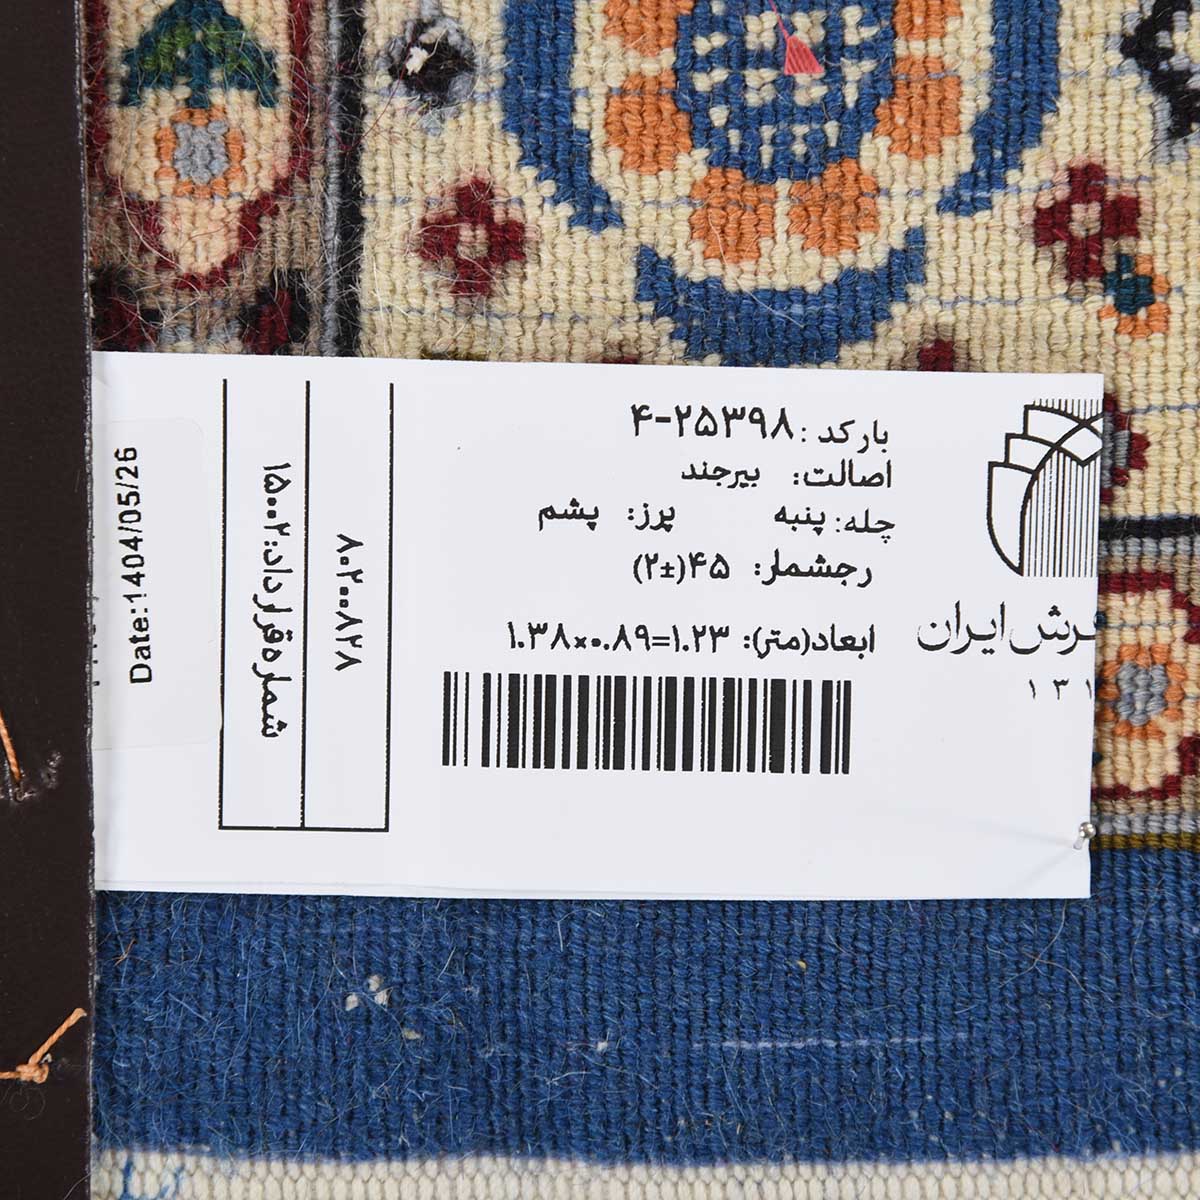 بارکد: ۴-۲۵۳۹۸
اصالت: بیرجند
چله: پنبه پرز: پشم
رجشمار: ۴۵(±۲)
ابعاد(متر): ۱.۳۸×۰.۸۹=۱.۲۳
رش ایران
۱۳۱
۸۰۲۰۰۸۲۸
شماره قرارداد: ۱۵۰۰۲
Date:1404/05/26